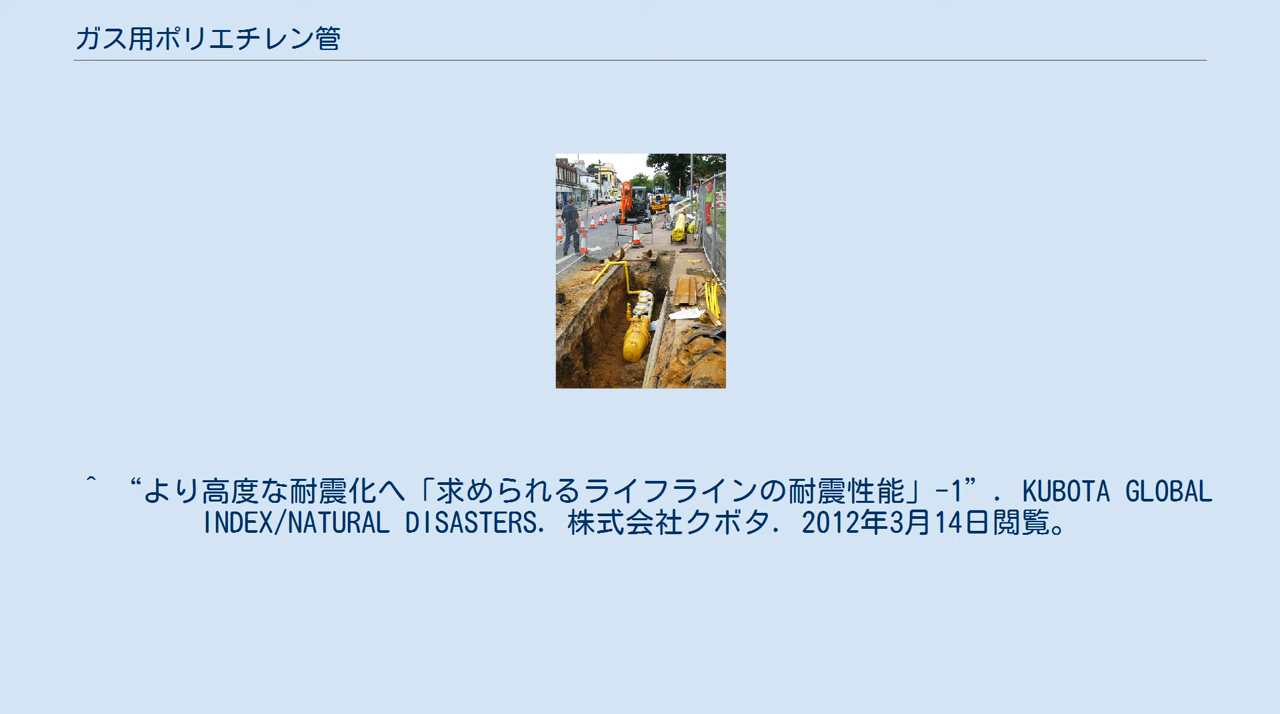 ガス用ポリエチレン管
^ “より高度な耐震化へ「求められるライフラインの耐震性能」-1”. KUBOTA GLOBAL
INDEX/NATURAL DISASTERS. 株式会社クボタ. 2012年3月14日閲覧。